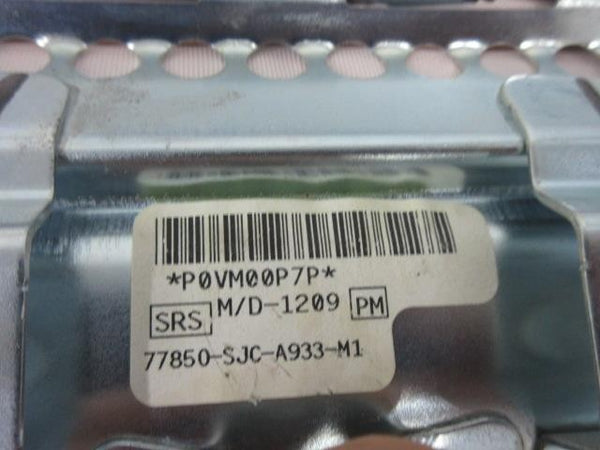 *P0VM00P7P*
SRS M/D-1209 PM
77850-SJC-A933-M1